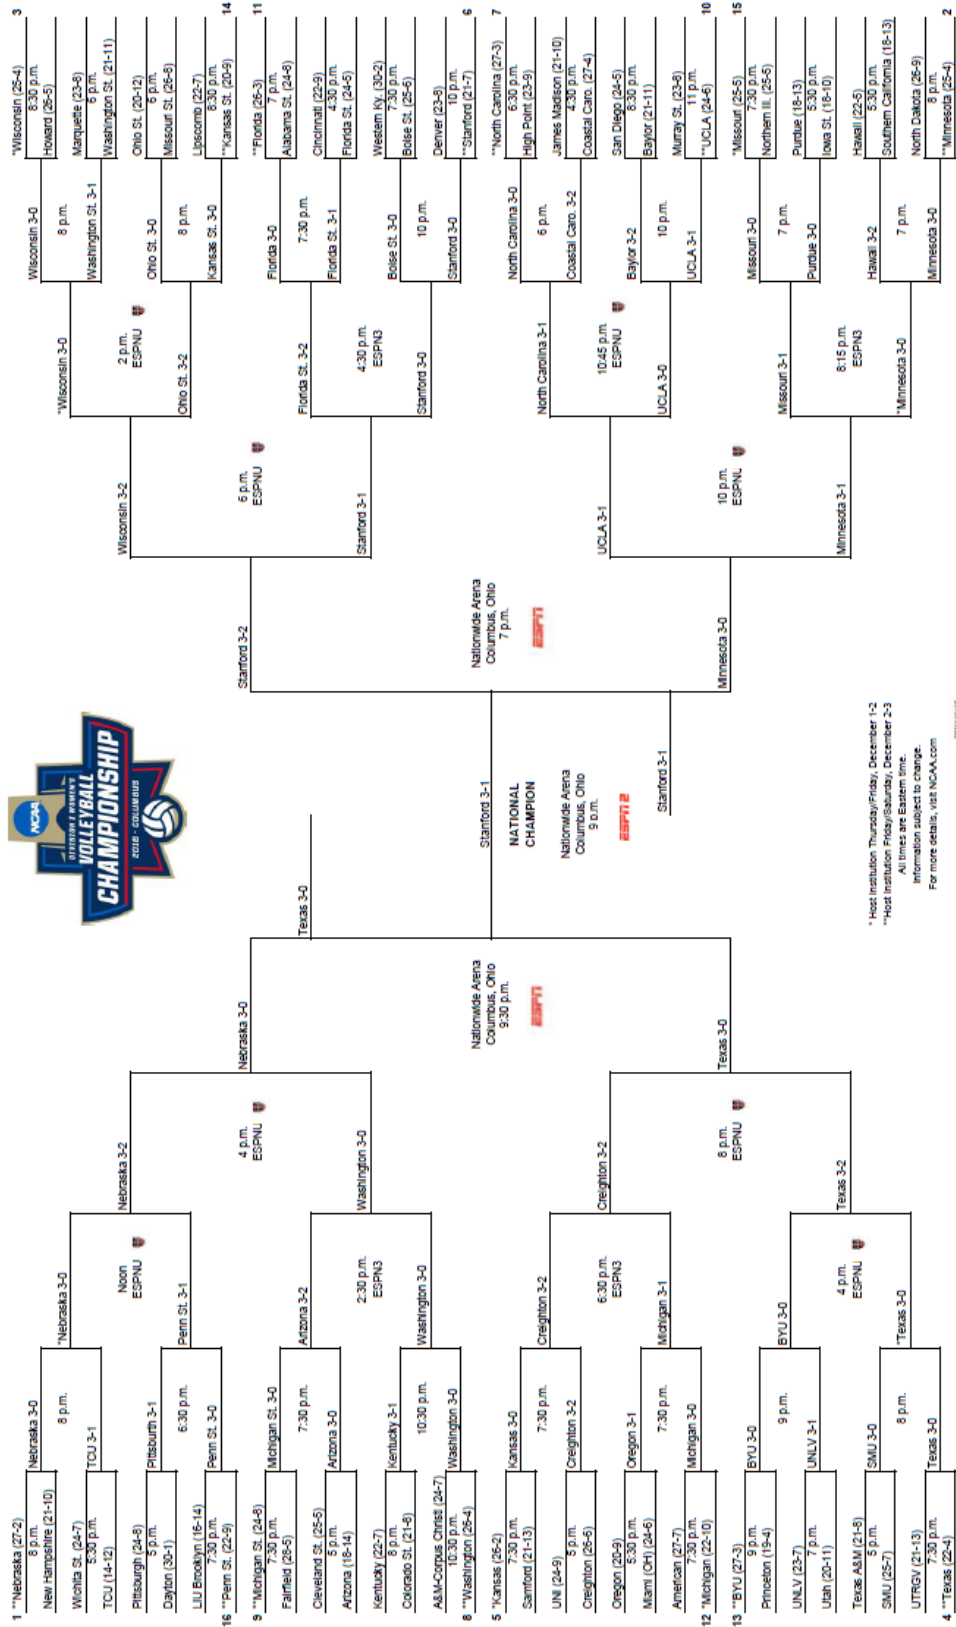 NCAA
DIVISION I WOMEN'S
VOLLEYBALL
CHAMPIONSHIP
2016 - COLUMBUS
1 **Nebraska (27-2)
8 p.m.
New Hampshire (21-10)
Wichita St. (24-7)
5:30 p.m.
TCU (14-12)
Pittsburgh (24-8)
5 p.m.
Dayton (30-1)
LIU Brooklyn (16-14)
7:30 p.m.
16 **Penn St. (22-9)
9 **Michigan St. (24-8)
7:30 p.m.
Fairfield (26-5)
Cleveland St. (25-5)
5 p.m.
Arizona (18-14)
Kentucky (22-7)
8 p.m.
Colorado St. (21-8)
A&M-Corpus Christi (24-7)
10:30 p.m.
8 **Washington (26-4)
5 *Kansas (26-2)
7:30 p.m.
Samford (21-13)
UNI (24-9)
5 p.m.
Creighton (26-6)
Oregon (20-9)
5:30 p.m.
Miami (OH) (24-6)
American (27-7)
7:30 p.m.
12 *Michigan (22-10)
13 **BYU (27-3)
9 p.m.
Princeton (19-4)
UNLV (23-7)
7 p.m.
Utah (20-11)
Texas A&M (21-8)
5 p.m.
SMU (25-7)
UTRGV (21-13)
7:30 p.m.
4 **Texas (22-4)
Nebraska 3-0
8 p.m.
TCU 3-1
Pittsburth 3-1
6:30 p.m.
Penn St. 3-0
Michigan St. 3-0
7:30 p.m.
Arizona 3-0
Kentucky 3-1
10:30 p.m.
Washington 3-0
Kansas 3-0
7:30 p.m.
Creighton 3-2
Oregon 3-1
7:30 p.m.
Michigan 3-0
BYU 3-0
9 p.m.
UNLV 3-1
SMU 3-0
8 p.m.
Texas 3-0
*Nebraska 3-0
Noon
ESPNU
Penn St. 3-1
Arizona 3-2
2:30 p.m.
ESPN3
Washington 3-0
Creighton 3-2
6:30 p.m.
ESPN3
Michigan 3-1
BYU 3-0
4 p.m.
ESPNU
*Texas 3-0
Nebraska 3-2
4 p.m.
ESPNU
Washington 3-0
Creighton 3-2
8 p.m.
ESPNU
Texas 3-2
Nebraska 3-0
Nationwide Arena
Columbus, Ohio
9:30 p.m.
ESPN
Texas 3-0
Texas 3-0
Stanford 3-1
NATIONAL
CHAMPION
Nationwide Arena
Columbus, Ohio
9 p.m.
ESPN2
Stanford 3-1
Stanford 3-2
Nationwide Arena
Columbus, Ohio
7 p.m.
ESPN
Minnesota 3-0
Wisconsin 3-2
6 p.m.
ESPNU
Stanford 3-1
UCLA 3-1
10 p.m.
ESPNU
Minnesota 3-1
*Wisconsin 3-0
2 p.m.
ESPNU
Ohio St. 3-2
Florida St. 3-2
4:30 p.m.
ESPN3
Stanford 3-0
North Carolina 3-1
10:45 p.m.
ESPNU
UCLA 3-0
Missouri 3-1
8:15 p.m.
ESPN3
*Minnesota 3-0
Wisconsin 3-0
8 p.m.
Washington St. 3-1
Ohio St. 3-0
8 p.m.
Kansas St. 3-0
Florida 3-0
7:30 p.m.
Florida St. 3-1
Boise St. 3-0
10 p.m.
Stanford 3-0
North Carolina 3-0
6 p.m.
Coastal Caro. 3-2
Baylor 3-2
10 p.m.
UCLA 3-1
Missouri 3-0
7 p.m.
Purdue 3-0
Hawaii 3-2
7 p.m.
Minnesota 3-0
*Wisconsin (25-4) 3
8:30 p.m.
Howard (26-5)
Marquette (23-8)
6 p.m.
Washington St. (21-11)
Ohio St. (20-12)
6 p.m.
Missouri St. (26-8)
Lipscomb (22-7)
8:30 p.m.
**Kansas St. (20-9) 14
**Florida (26-3) 11
7 p.m.
Alabama St. (24-8)
Cincinnati (22-9)
4:30 p.m.
Florida St. (24-5)
Western Ky. (30-2)
7:30 p.m.
Boise St. (25-5)
Denver (23-8)
10 p.m.
**Stanford (21-7) 6
**North Carolina (27-3) 7
6:30 p.m.
High Point (23-9)
James Madison (21-10)
4:30 p.m.
Coastal Caro. (27-4)
San Diego (24-5)
8:30 p.m.
Baylor (21-11)
Murray St. (23-8)
11 p.m.
**UCLA (24-6) 10
*Missouri (25-5) 15
7:30 p.m.
Northern Ill. (25-5)
Purdue (18-13)
5:30 p.m.
Iowa St. (18-10)
Hawaii (22-5)
5:30 p.m.
Southern California (18-13)
North Dakota (26-9)
8 p.m.
**Minnesota (25-4) 2
* Host Institution Thursday/Friday, December 1-2
**Host Institution Friday/Saturday, December 2-3
All times are Eastern time.
Information subject to change.
For more details, visit NCAA.com